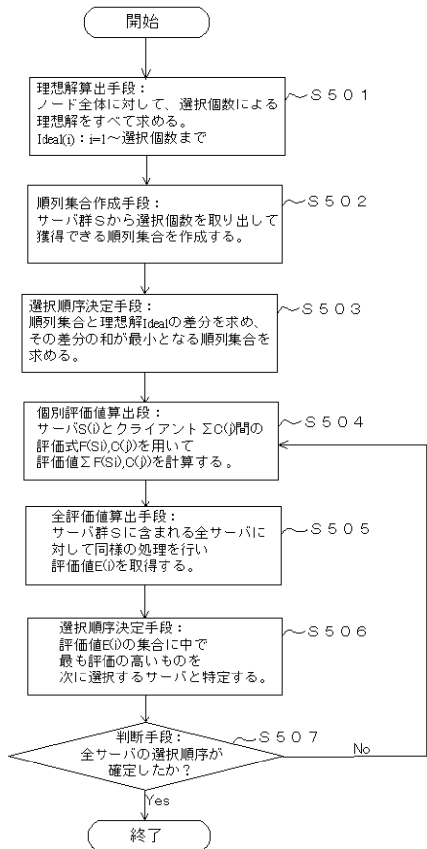 開始
理想解算出手段：
ノード全体に対して、選択個数による
理想解をすべて求める。
Ideal(i)：i=1～選択個数まで
Ｓ５０１
順列集合作成手段：
サーバ群Ｓから選択個数を取り出して
獲得できる順列集合を作成する。
Ｓ５０２
選択順序決定手段：
順列集合と理想解Idealの差分を求め、
その差分の和が最小となる順列集合を
求める。
Ｓ５０３
個別評価値算出段：
サーバS(i)とクライアントΣC(j)間の
評価式F(Si),C(j))を用いて
評価値ΣF(Si),C(j))を計算する。
Ｓ５０４
全評価値算出手段：
サーバ群Ｓに含まれる全サーバに
対して同様の処理を行い
評価値E(i)を取得する。
Ｓ５０５
選択順序決定手段：
評価値E(i)の集合に中で
最も評価の高いものを
次に選択するサーバと特定する。
Ｓ５０６
判断手段：
全サーバの選択順序が
確定したか？
Ｓ５０７
No
Yes
終了